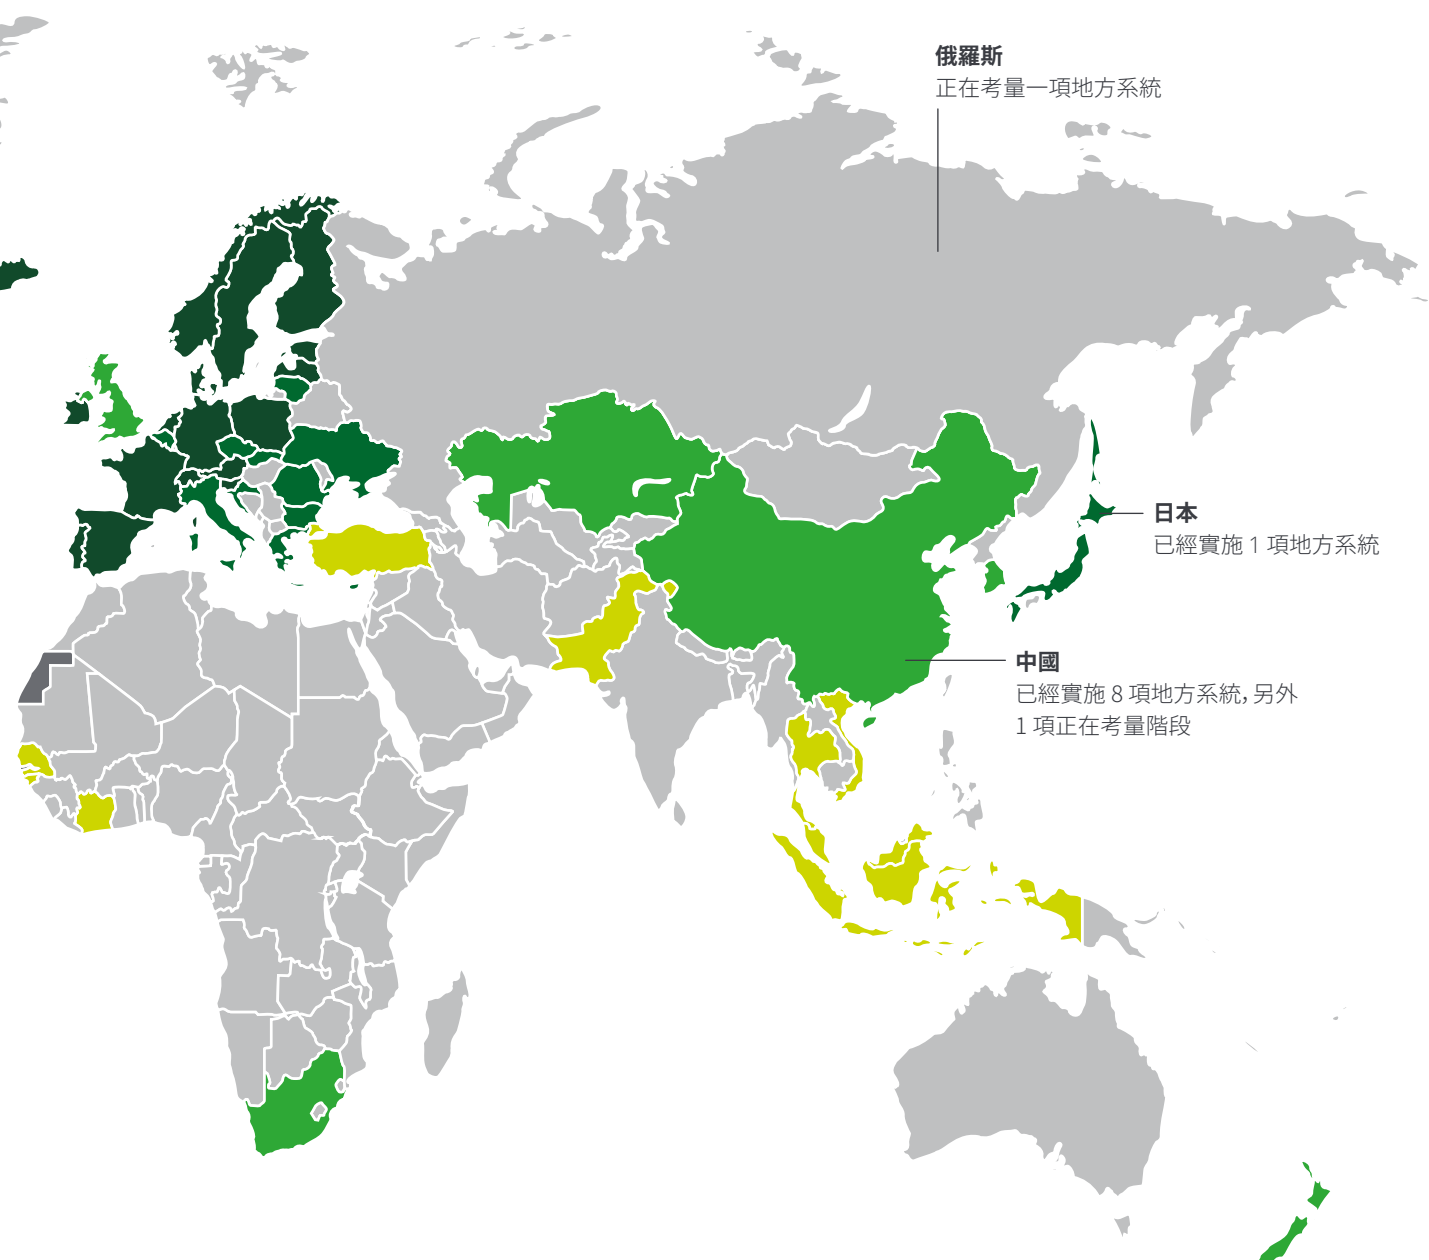 俄羅斯
正在考量一項地方系統
日本
已經實施 1 項地方系統
中國
已經實施 8 項地方系統, 另外
1 項正在考量階段